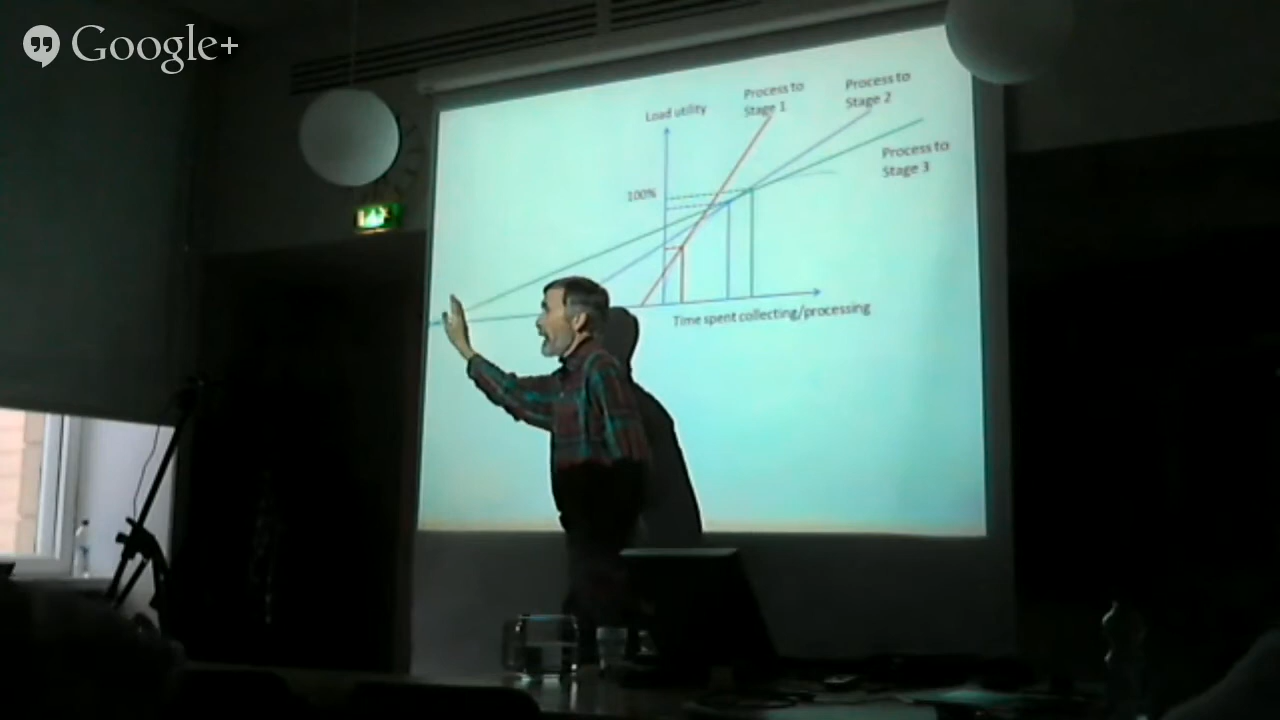 Google+
Load utility
Process to
Stage 1
Process to
Stage 2
Process to
Stage 3
100%
Time spent collecting/processing